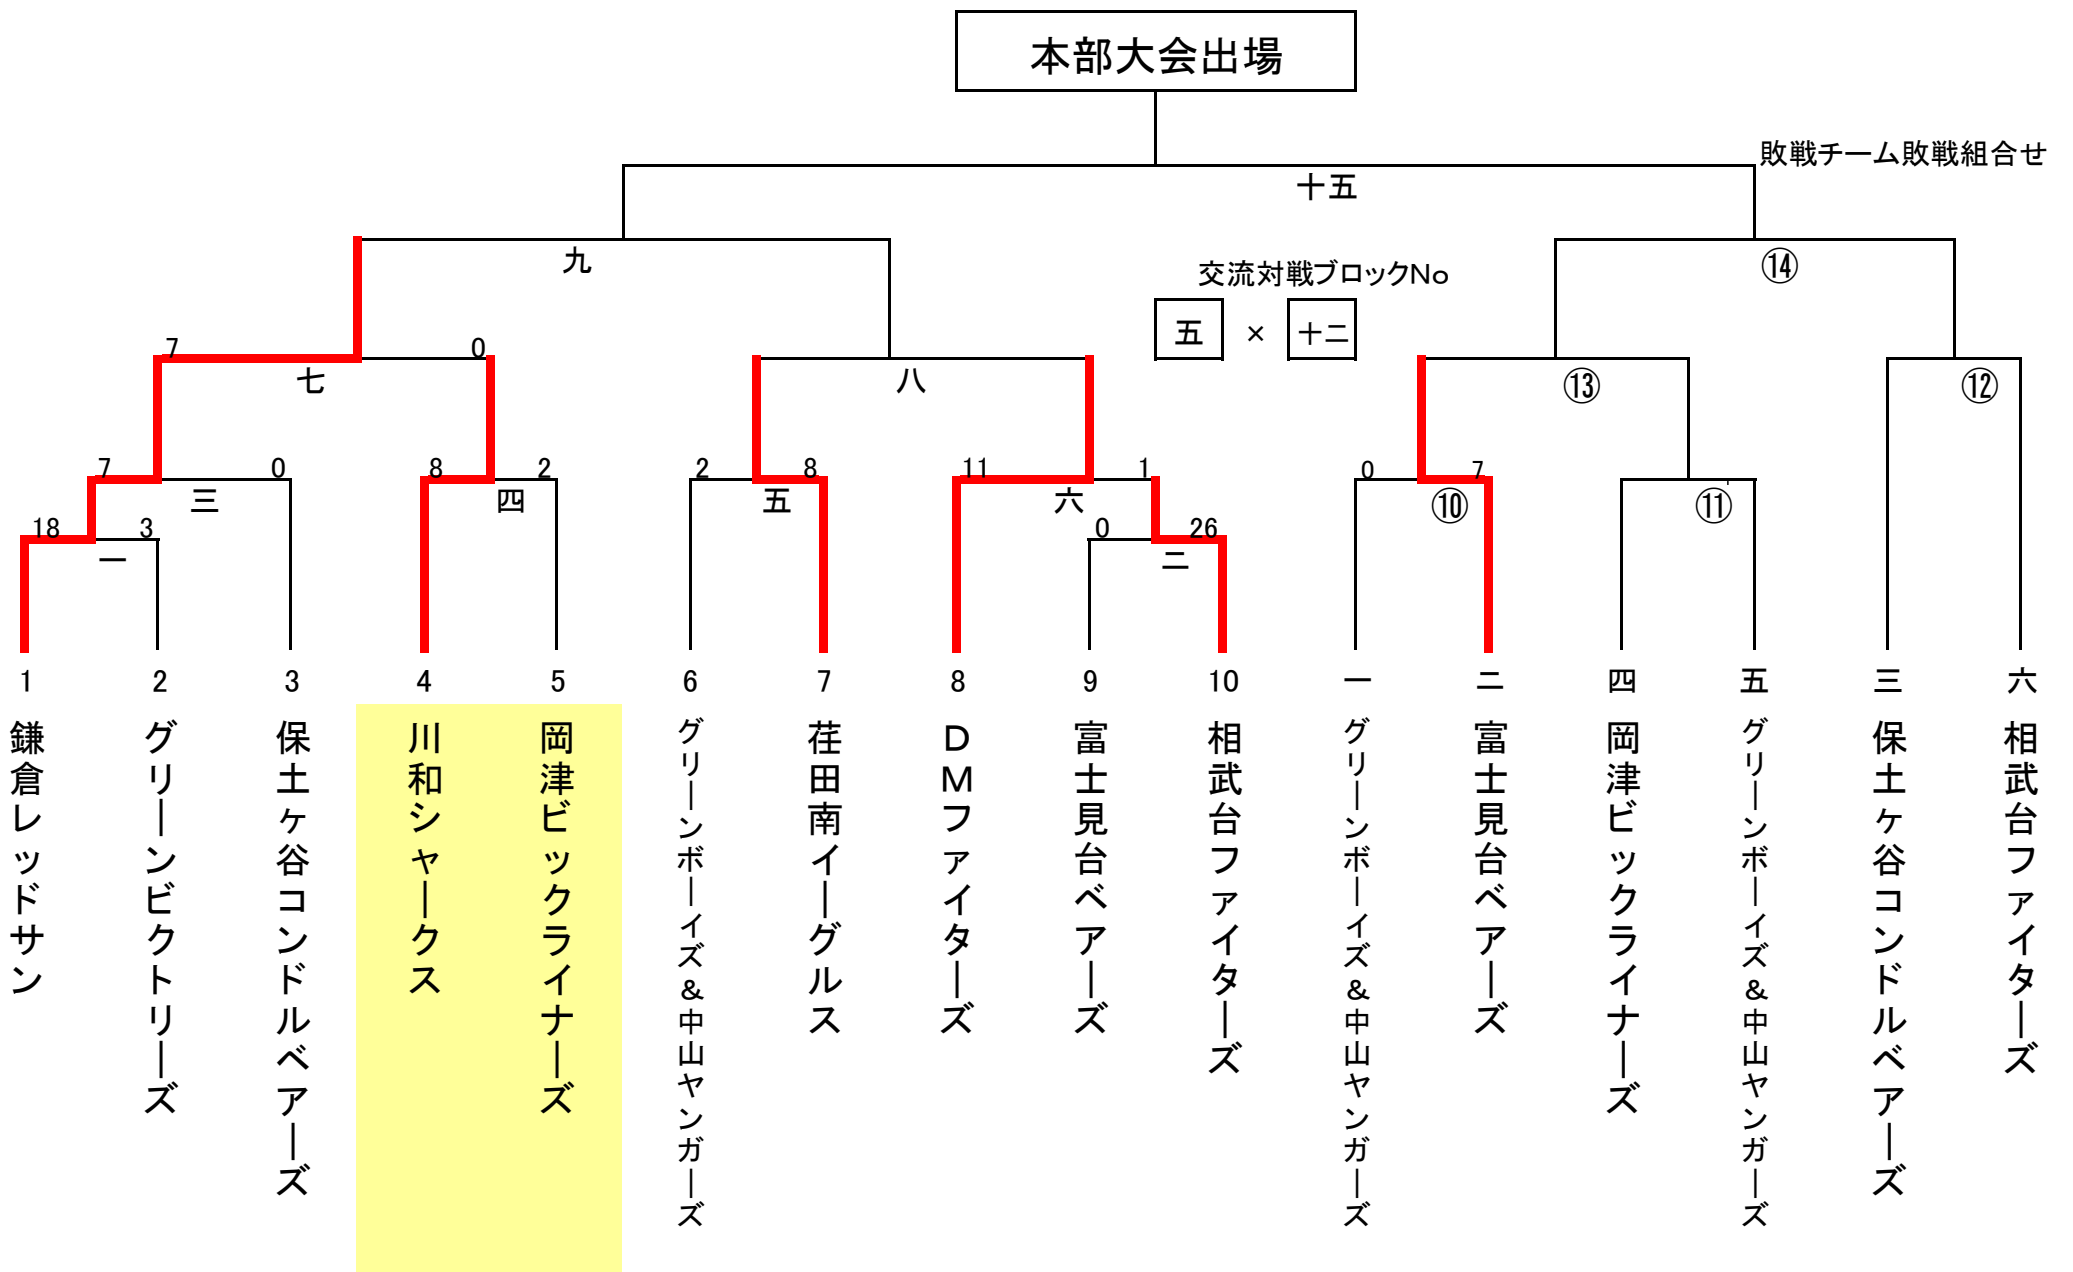 本部大会出場
敗戦チーム敗戦組合せ
十五
九
交流対戦ブロックNo
⑭
五 × 十二
7 0
七
八
⑬
⑫
7 0
8 2
2 8
11 1
0 7
三
四
五
六
⑩
⑪
18 3
0 26
一
二
1 2 3 4 5 6 7 8 9 10 一 二 四 五 三 六
鎌倉レッドサン
グリーンビクトリーズ
保土ヶ谷コンドルベアーズ
川和シャークス
岡津ビックライナーズ
グリーンボーイズ&中山ヤンガーズ
荏田南イーグルス
DMファイターズ
富士見台ベアーズ
相武台ファイターズ
グリーンボーイズ&中山ヤンガーズ
富士見台ベアーズ
岡津ビックライナーズ
グリーンボーイズ&中山ヤンガーズ
保土ヶ谷コンドルベアーズ
相武台ファイターズ